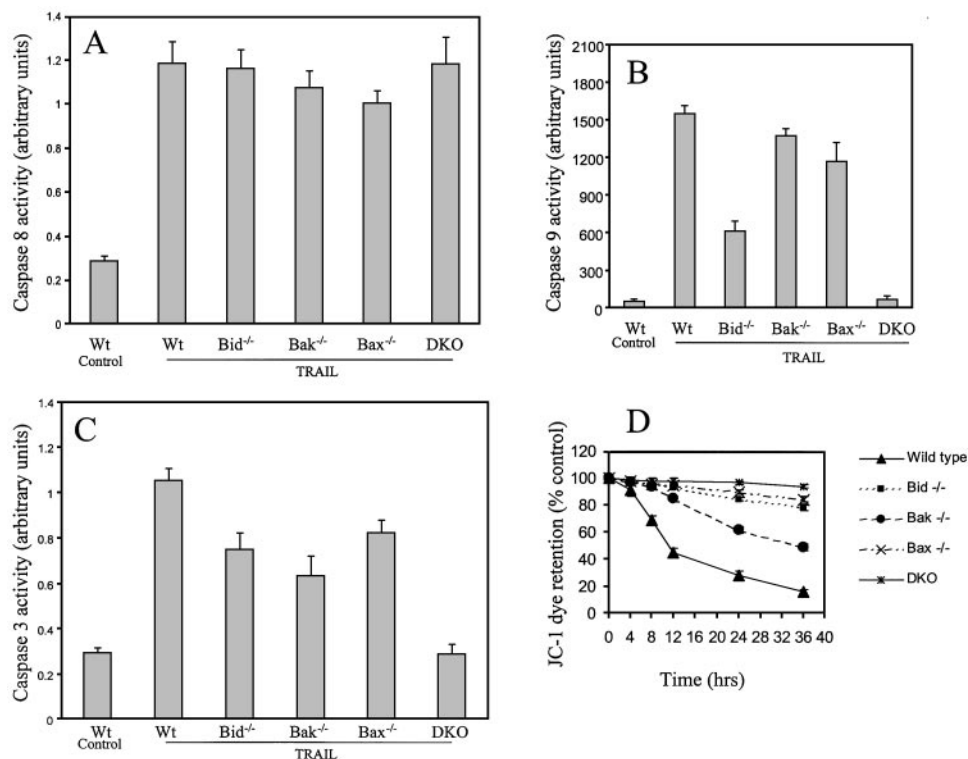 A
Caspase 8 activity (arbitrary units)
1.4
1.2
1
0.8
0.6
0.4
0.2
0
Wt Control
Wt
Bid-/-
Bak-/-
Bax-/-
DKO
TRAIL
B
Caspase 9 activity (arbitrary units)
2100
1800
1500
1200
900
600
300
0
Wt Control
Wt
Bid-/-
Bak-/-
Bax-/-
DKO
TRAIL
C
Caspase 3 activity (arbitrary units)
1.4
1.2
1
0.8
0.6
0.4
0.2
0
Wt Control
Wt
Bid-/-
Bak-/-
Bax-/-
DKO
TRAIL
D
JC-1 dye retention (% control)
120
100
80
60
40
20
0
0 4 8 12 16 20 24 28 32 36 40
Time (hrs)
Wild type
Bid -/-
Bak -/-
Bax -/-
DKO